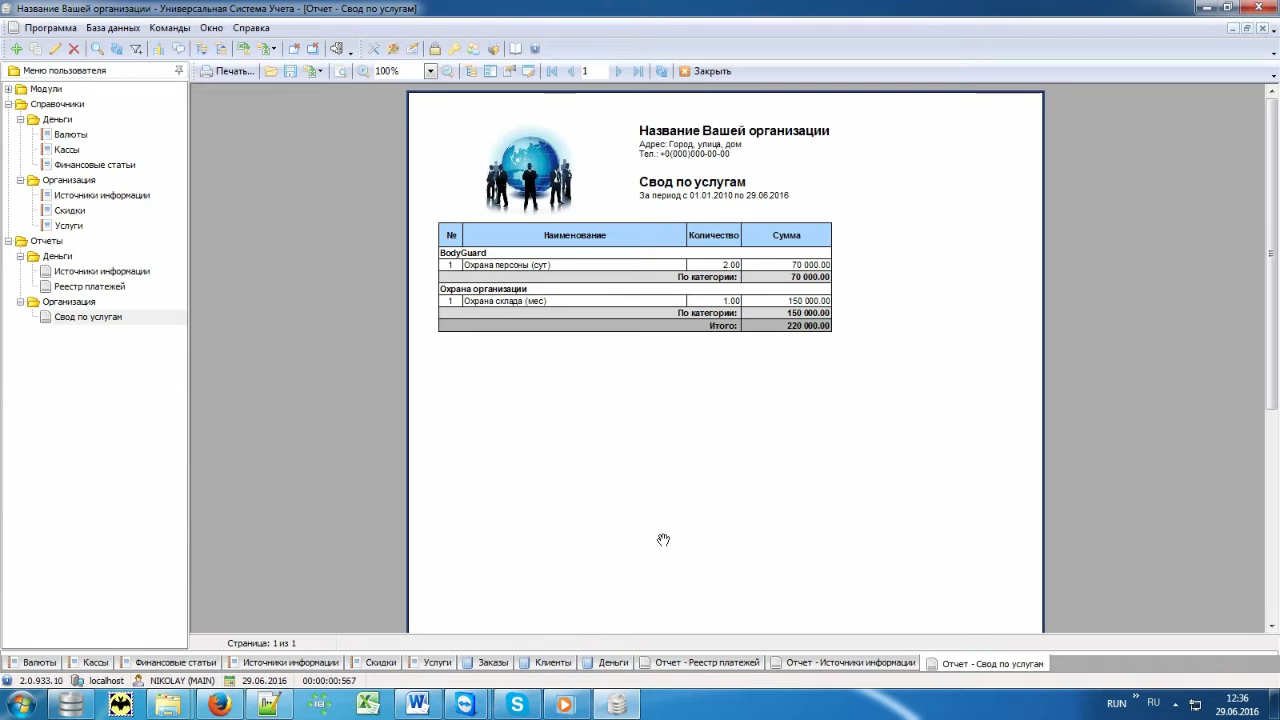 Название Вашей организации - Универсальная Система Учета - [Отчет - Свод по услугам]
Программа База данных Команды Окно Справка
Меню пользователя
Печать... 100% 1 Закрыть
Модули
Справочники
Деньги
Валюты
Кассы
Финансовые статьи
Организация
Источники информации
Скидки
Услуги
Отчеты
Деньги
Источники информации
Реестр платежей
Организация
Свод по услугам
Название Вашей организации
Адрес: Город, улица, дом
Тел.: +0(000)000-00-00
Свод по услугам
За период с 01.01.2010 по 29.06.2016
№ Наименование Количество Сумма
BodyGuard
1 Охрана персоны (сут) 2.00 70 000.00
По категории: 70 000.00
Охрана организации
1 Охрана склада (мес) 1.00 150 000.00
По категории: 150 000.00
Итого: 220 000.00
Страница: 1 из 1
Валюты Кассы Финансовые статьи Источники информации Скидки Услуги Заказы Клиенты Деньги Отчет - Реестр платежей Отчет - Источники информации Отчет - Свод по услугам
2.0.933.10 localhost NIKOLAY (MAIN) 29.06.2016 00:00:00:567
RUN RU 12:36
29.06.2016